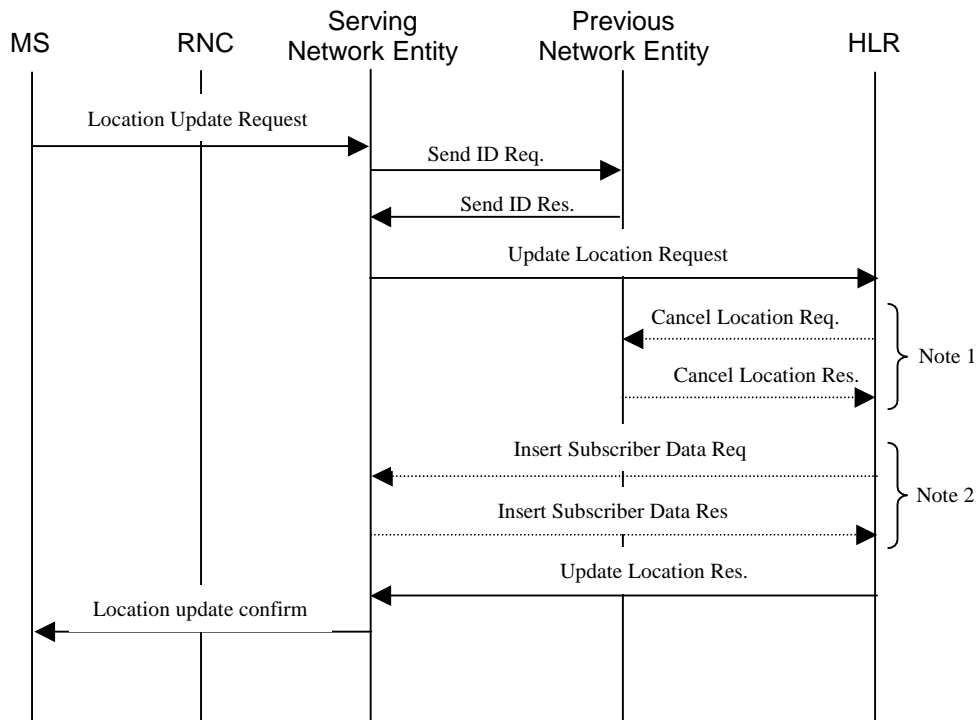 MS
RNC
Serving
Network Entity
Previous
Network Entity
HLR
Location Update Request
Send ID Req.
Send ID Res.
Update Location Request
Cancel Location Req.
Note 1
Cancel Location Res.
Insert Subscriber Data Req
Note 2
Insert Subscriber Data Res
Update Location Res.
Location update confirm